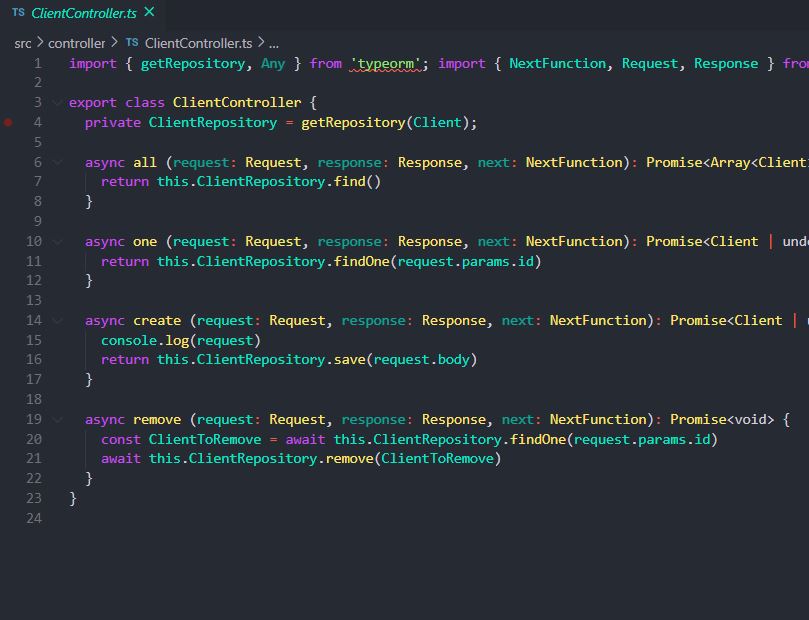 TS ClientController.ts ×
src > controller > TS ClientController.ts > ...
1 import { getRepository, Any } from 'typeorm'; import { NextFunction, Request, Response } fro
2
3 export class ClientController {
4 private ClientRepository = getRepository(Client);
5
6 async all (request: Request, response: Response, next: NextFunction): Promise<Array<Client
7 return this.ClientRepository.find()
8 }
9
10 async one (request: Request, response: Response, next: NextFunction): Promise<Client | und
11 return this.ClientRepository.findOne(request.params.id)
12 }
13
14 async create (request: Request, response: Response, next: NextFunction): Promise<Client |
15 console.log(request)
16 return this.ClientRepository.save(request.body)
17 }
18
19 async remove (request: Request, response: Response, next: NextFunction): Promise<void> {
20 const ClientToRemove = await this.ClientRepository.findOne(request.params.id)
21 await this.ClientRepository.remove(ClientToRemove)
22 }
23 }
24